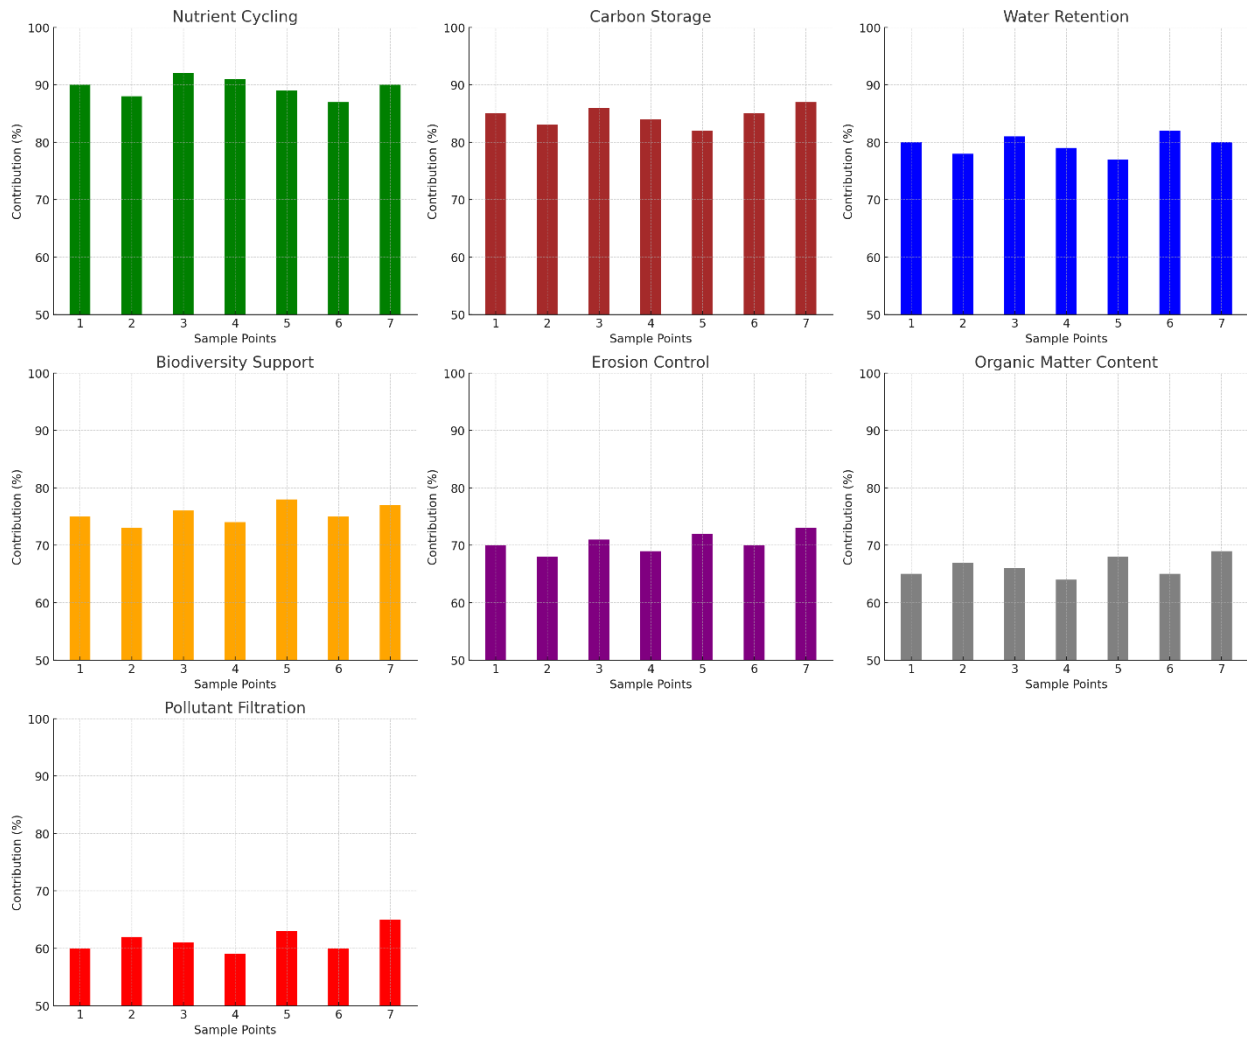 Nutrient Cycling
100
90
80
70
60
50
Contribution (%)
1 2 3 4 5 6 7
Sample Points
Carbon Storage
100
90
80
70
60
50
Contribution (%)
1 2 3 4 5 6 7
Sample Points
Water Retention
100
90
80
70
60
50
Contribution (%)
1 2 3 4 5 6 7
Sample Points
Biodiversity Support
100
90
80
70
60
50
Contribution (%)
1 2 3 4 5 6 7
Sample Points
Erosion Control
100
90
80
70
60
50
Contribution (%)
1 2 3 4 5 6 7
Sample Points
Organic Matter Content
100
90
80
70
60
50
Contribution (%)
1 2 3 4 5 6 7
Sample Points
Pollutant Filtration
100
90
80
70
60
50
Contribution (%)
1 2 3 4 5 6 7
Sample Points